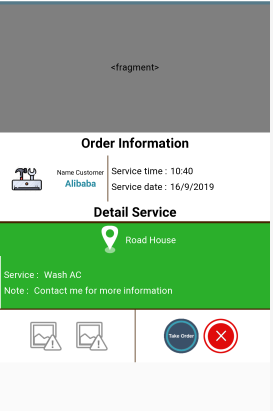 <fragment>
Order Information
Name Customer
Alibaba
Service time : 10:40
Service date : 16/9/2019
Detail Service
Road House
Service : Wash AC
Note : Contact me for more information
Take Order